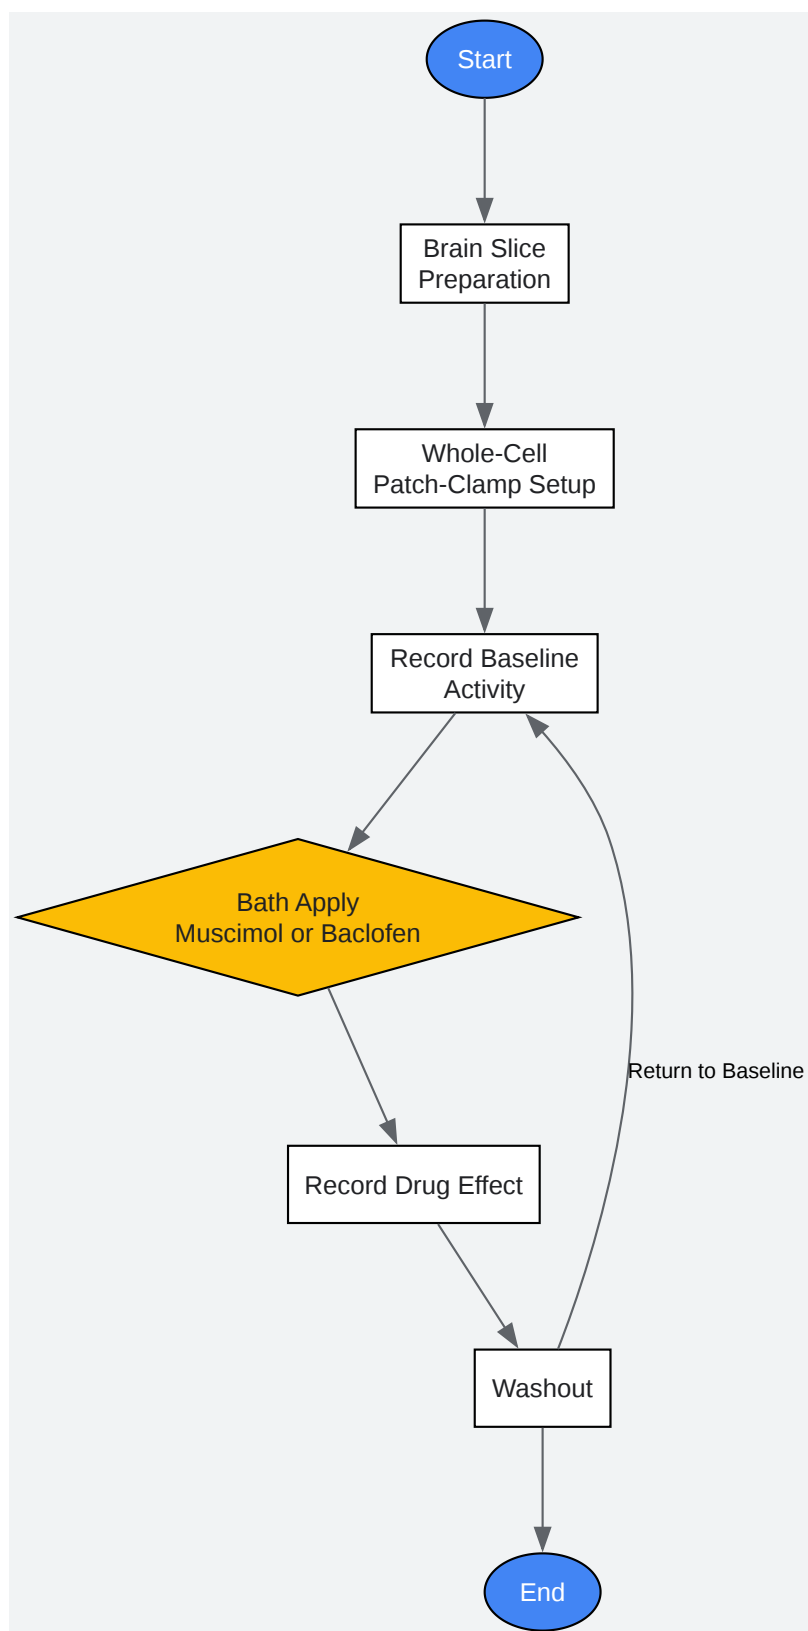 Start
Brain Slice
Preparation
Whole-Cell
Patch-Clamp Setup
Record Baseline
Activity
Bath Apply
Muscimol or Baclofen
Return to Baseline
Record Drug Effect
Washout
End